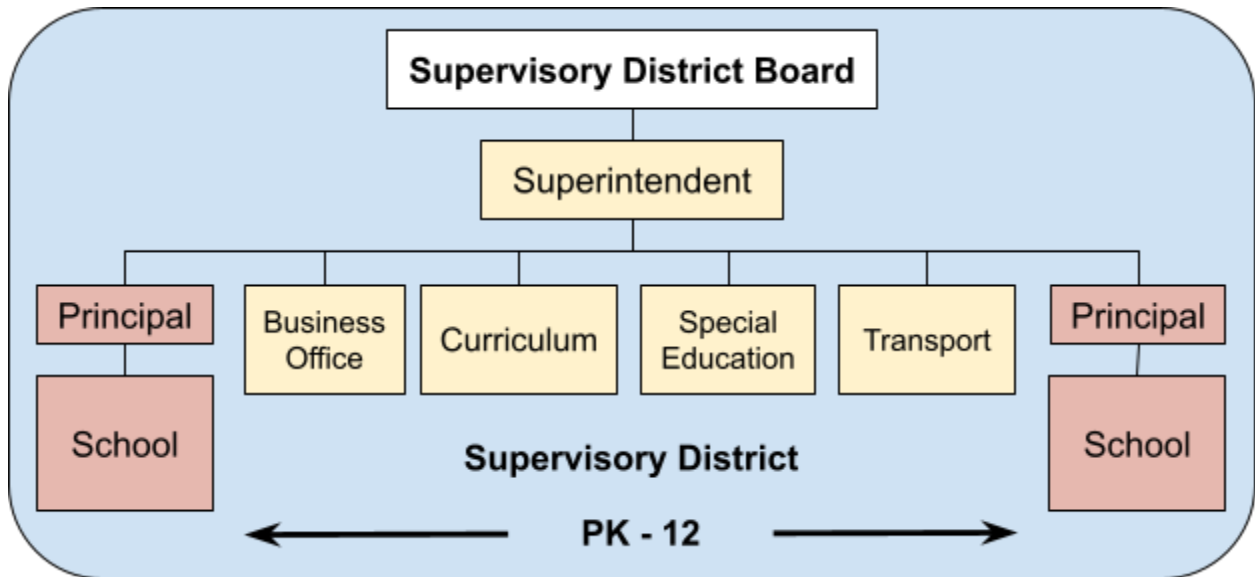 Supervisory District Board
Superintendent
Principal
Business
Office
Curriculum
Special
Education
Transport
Principal
School
School
Supervisory District
PK - 12